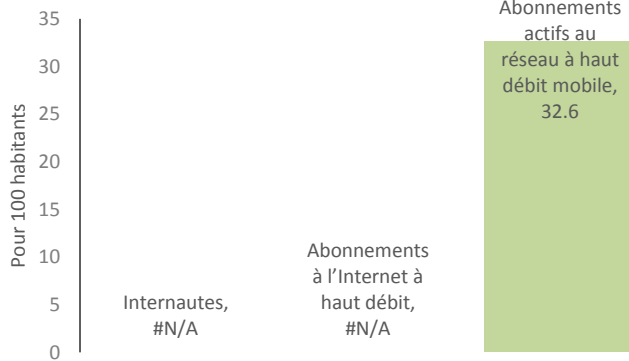 Pour 100 habitants
35
30
25
20
15
10
5
0
Internautes,
#N/A
Abonnements
à l’Internet à
haut débit,
#N/A
Abonnements
actifs au
réseau à haut
débit mobile,
32.6